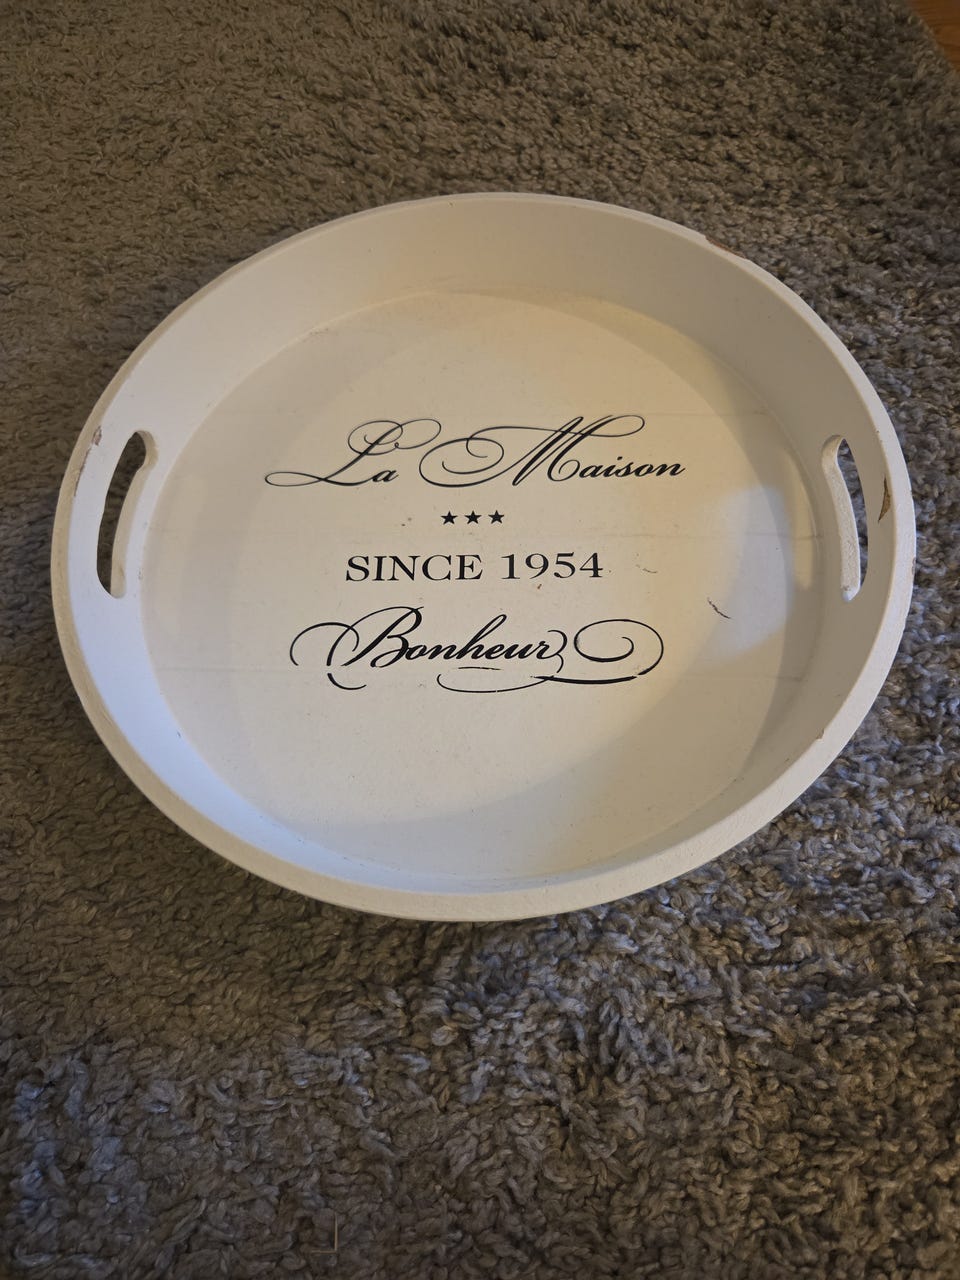 La Maison
★★★
SINCE 1954
Bonheur